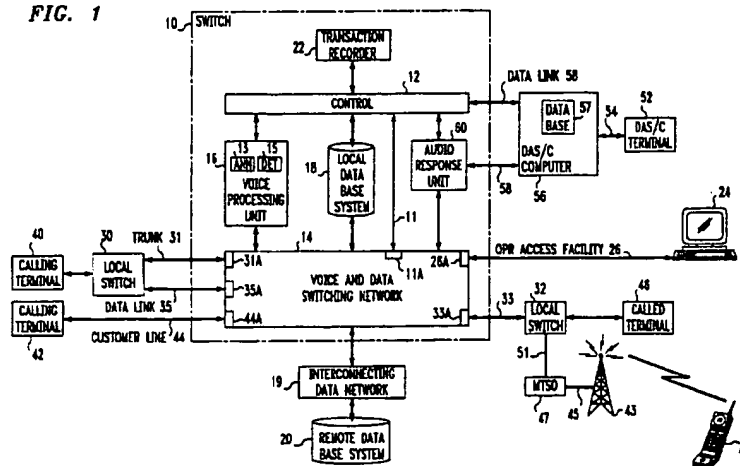 FIG. 1
10
SWITCH
22
TRANSACTION
RECORDER
12
CONTROL
DATA LINK 58
52
DATA
BASE
57
54
DAS/C
TERMINAL
DAS/C
COMPUTER
56
60
AUDIO
RESPONSE
UNIT
58
13
15
16
ANN
DET
VOICE
PROCESSING
UNIT
18
LOCAL
DATA
BASE
SYSTEM
11
24
OPR ACCESS FACILITY 26
14
31A
11A
26A
VOICE AND DATA
SWITCHING NETWORK
35A
44A
33A
40
30
TRUNK 31
CALLING
TERMINAL
LOCAL
SWITCH
DATA LINK 35
CALLING
TERMINAL
42
CUSTOMER LINE 44
33
32
LOCAL
SWITCH
46
CALLED
TERMINAL
51
MTSO
47
45
43
19
INTERCONNECTING
DATA NETWORK
20
REMOTE DATA
BASE SYSTEM